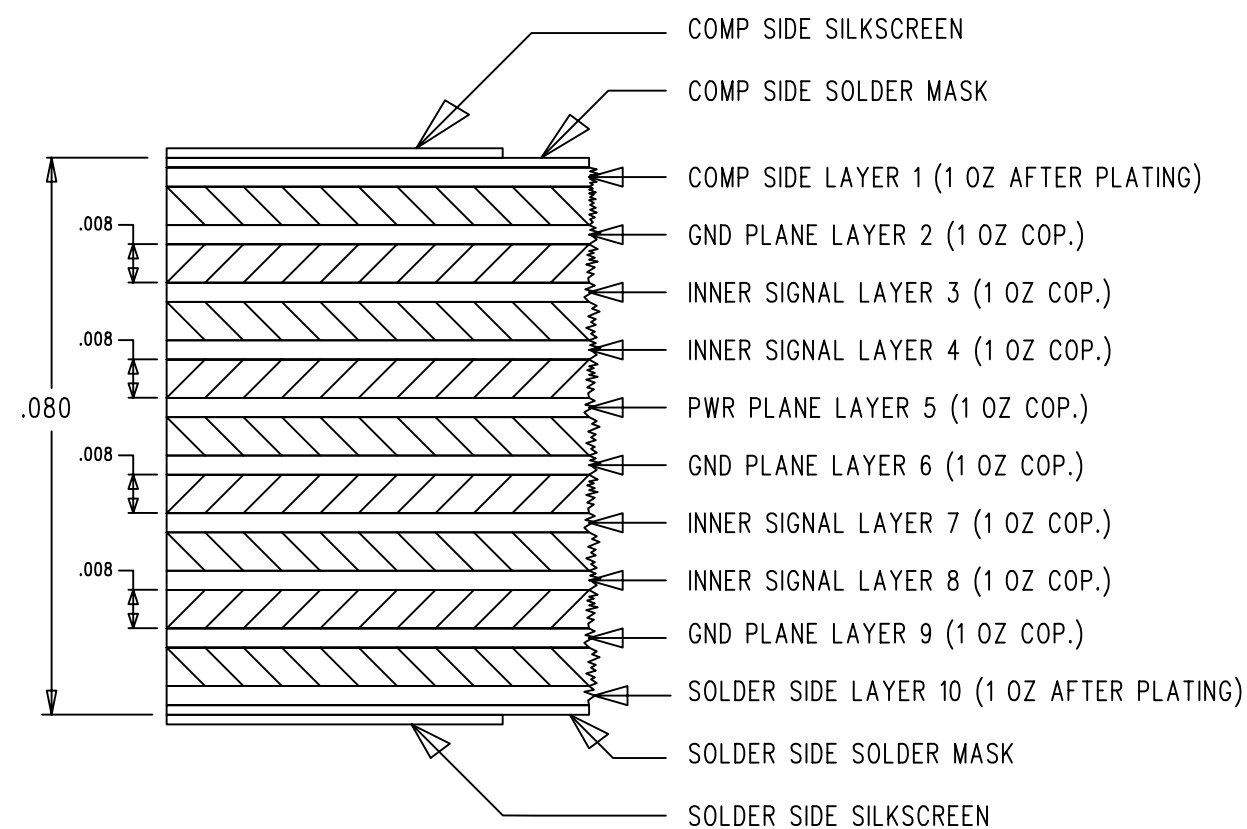 COMP SIDE SILKSCREEN
COMP SIDE SOLDER MASK
COMP SIDE LAYER 1 (1 OZ AFTER PLATING)
.008
GND PLANE LAYER 2 (1 OZ COP.)
INNER SIGNAL LAYER 3 (1 OZ COP.)
.008
INNER SIGNAL LAYER 4 (1 OZ COP.)
.080
PWR PLANE LAYER 5 (1 OZ COP.)
.008
GND PLANE LAYER 6 (1 OZ COP.)
INNER SIGNAL LAYER 7 (1 OZ COP.)
.008
INNER SIGNAL LAYER 8 (1 OZ COP.)
GND PLANE LAYER 9 (1 OZ COP.)
SOLDER SIDE LAYER 10 (1 OZ AFTER PLATING)
SOLDER SIDE SOLDER MASK
SOLDER SIDE SILKSCREEN